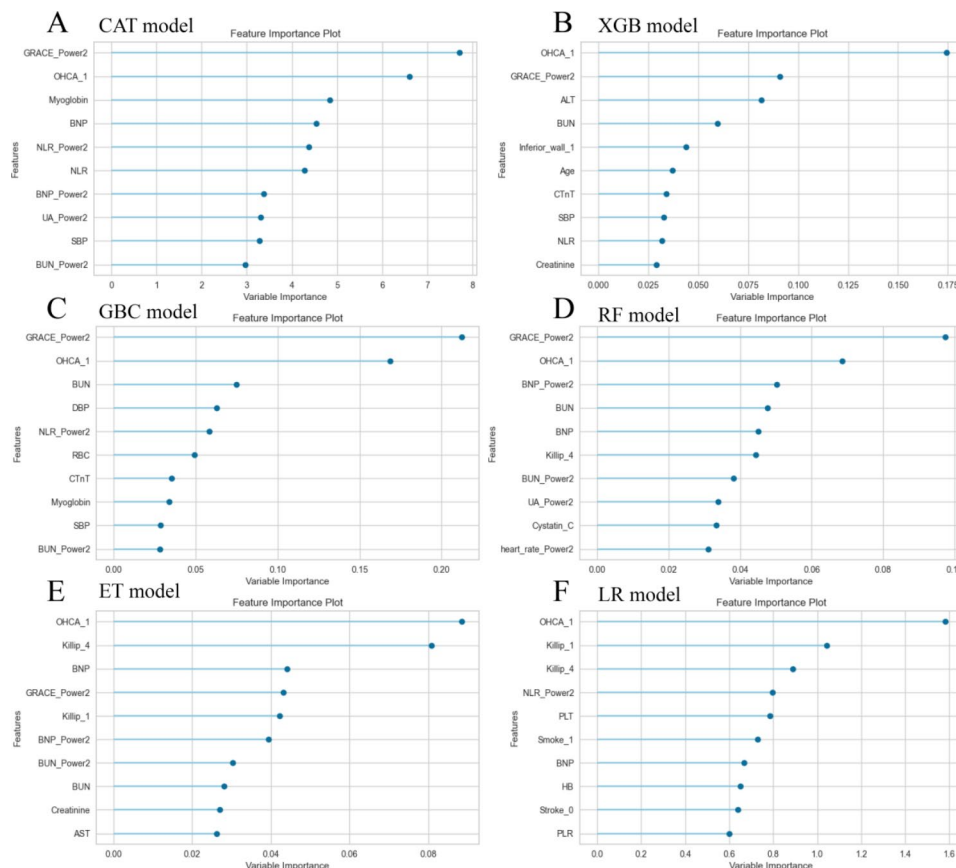 A CAT model
Feature Importance Plot
GRACE_Power2
OHCA_1
Myoglobin
BNP
NLR_Power2
NLR
BNP_Power2
UA_Power2
SBP
BUN_Power2
Features
0 1 2 3 4 5 6 7 8
Variable Importance
B XGB model
Feature Importance Plot
OHCA_1
GRACE_Power2
ALT
BUN
Inferior_wall_1
Age
CTnT
SBP
NLR
Creatinine
Features
0.000 0.025 0.050 0.075 0.100 0.125 0.150 0.175
Variable Importance
C GBC model
Feature Importance Plot
GRACE_Power2
OHCA_1
BUN
DBP
NLR_Power2
RBC
CTnT
Myoglobin
SBP
BUN_Power2
Features
0.00 0.05 0.10 0.15 0.20
Variable Importance
D RF model
Feature Importance Plot
GRACE_Power2
OHCA_1
BNP_Power2
BUN
BNP
Killip_4
BUN_Power2
UA_Power2
Cystatin_C
heart_rate_Power2
Features
0.00 0.02 0.04 0.06 0.08 0.1
Variable Importance
E ET model
Feature Importance Plot
OHCA_1
Killip_4
BNP
GRACE_Power2
Killip_1
BNP_Power2
BUN_Power2
BUN
Creatinine
AST
Features
0.00 0.02 0.04 0.06 0.08
Variable Importance
F LR model
Feature Importance Plot
OHCA_1
Killip_1
Killip_4
NLR_Power2
PLT
Smoke_1
BNP
HB
Stroke_0
PLR
Features
0.0 0.2 0.4 0.6 0.8 1.0 1.2 1.4 1.6
Variable Importance